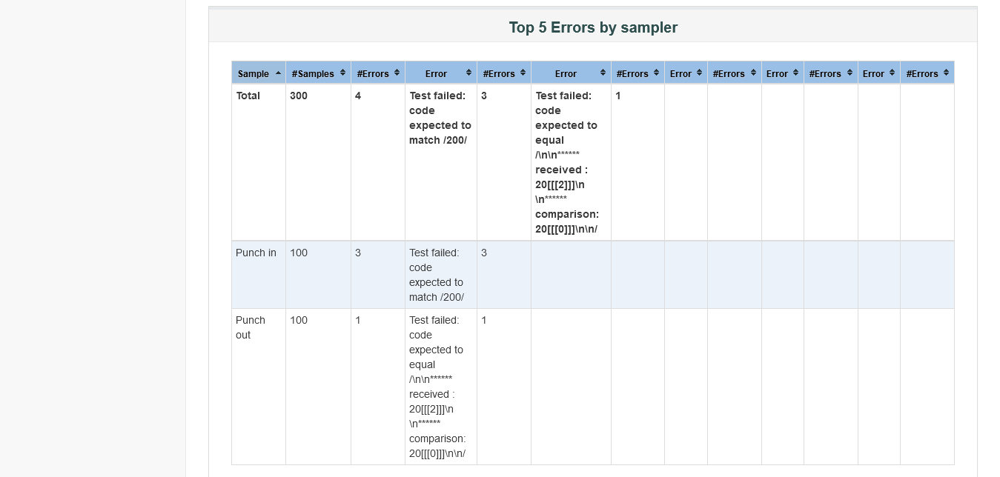 Top 5 Errors by sampler
Sample #Samples #Errors Error #Errors Error #Errors Error #Errors Error #Errors Error #Errors
Total 300 4 Test failed: 3 Test failed: 1
code code
expected to expected to
match /200/ equal
/\n\n******
received :
20[[[2]]]\n
\n******
comparison:
20[[[0]]]\n\n/
Punch in 100 3 Test failed: 3
code
expected to
match /200/
Punch 100 1 Test failed: 1
out code
expected to
equal
/\n\n******
received :
20[[[2]]]\n
\n******
comparison:
20[[[0]]]\n\n/